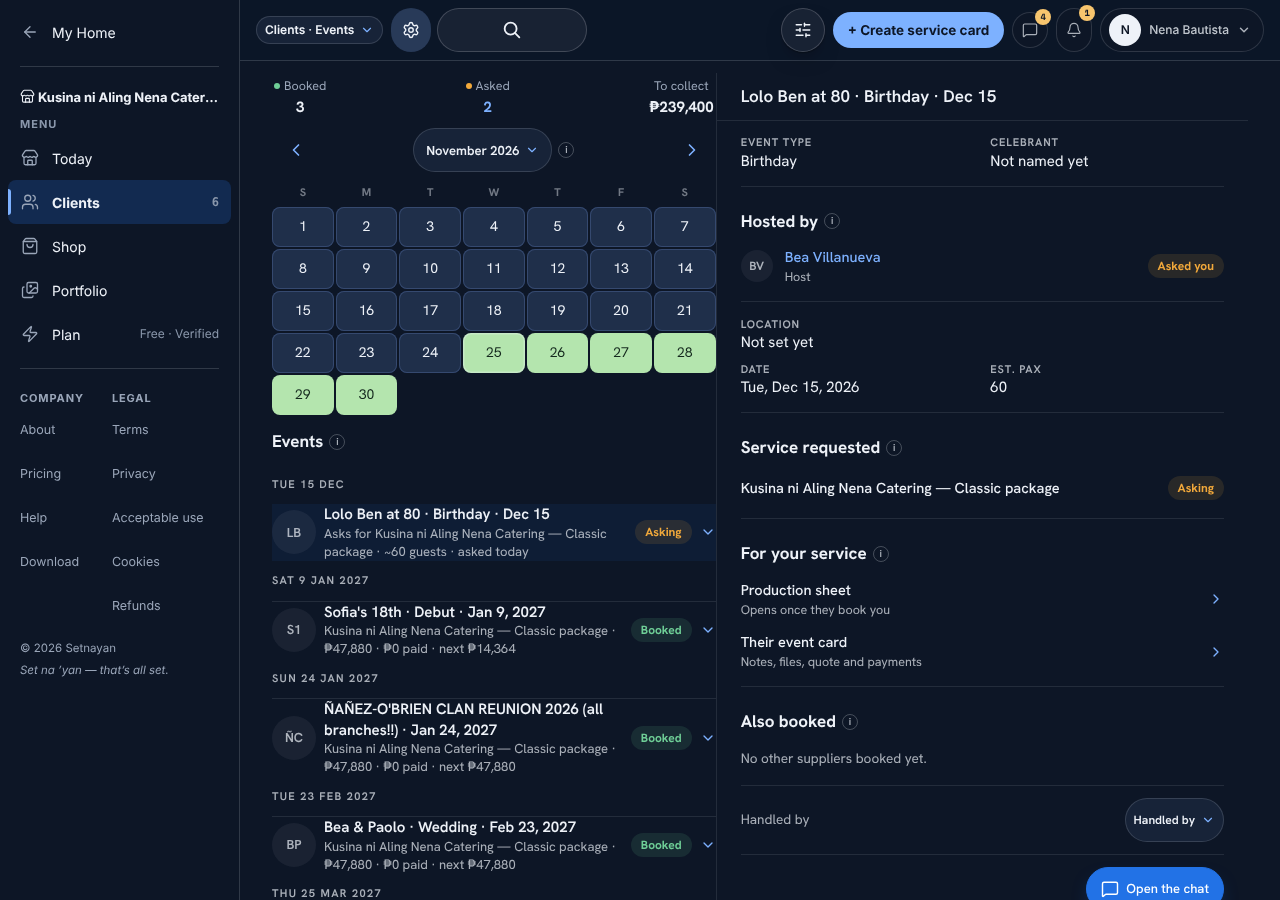 My Home
Kusina ni Aling Nena Cater...
MENU
Today
Clients 6
Shop
Portfolio
Plan Free · Verified
COMPANY LEGAL
About Terms
Pricing Privacy
Help Acceptable use
Download Cookies
Refunds
© 2026 Setnayan
Set na 'yan — that's all set.
Clients · Events
+ Create service card
4
1
N Nena Bautista
Booked
3
Asked
2
To collect
₱239,400
November 2026 i
S M T W T F S
1 2 3 4 5 6 7
8 9 10 11 12 13 14
15 16 17 18 19 20 21
22 23 24 25 26 27 28
29 30
Events i
TUE 15 DEC
LB
Lolo Ben at 80 · Birthday · Dec 15
Asks for Kusina ni Aling Nena Catering — Classic
package · ~60 guests · asked today
Asking
SAT 9 JAN 2027
S1
Sofia's 18th · Debut · Jan 9, 2027
Kusina ni Aling Nena Catering — Classic package ·
₱47,880 · ₱0 paid · next ₱14,364
Booked
SUN 24 JAN 2027
ÑC
ÑAÑEZ-O'BRIEN CLAN REUNION 2026 (all
branches!!) · Jan 24, 2027
Kusina ni Aling Nena Catering — Classic package ·
₱47,880 · ₱0 paid · next ₱47,880
Booked
TUE 23 FEB 2027
BP
Bea & Paolo · Wedding · Feb 23, 2027
Kusina ni Aling Nena Catering — Classic package ·
₱47,880 · ₱0 paid · next ₱47,880
Booked
THU 25 MAR 2027
Lolo Ben at 80 · Birthday · Dec 15
EVENT TYPE CELEBRANT
Birthday Not named yet
Hosted by i
BV
Bea Villanueva
Host
Asked you
LOCATION
Not set yet
DATE EST. PAX
Tue, Dec 15, 2026 60
Service requested i
Kusina ni Aling Nena Catering — Classic package Asking
For your service i
Production sheet
Opens once they book you
Their event card
Notes, files, quote and payments
Also booked i
No other suppliers booked yet.
Handled by Handled by
Open the chat